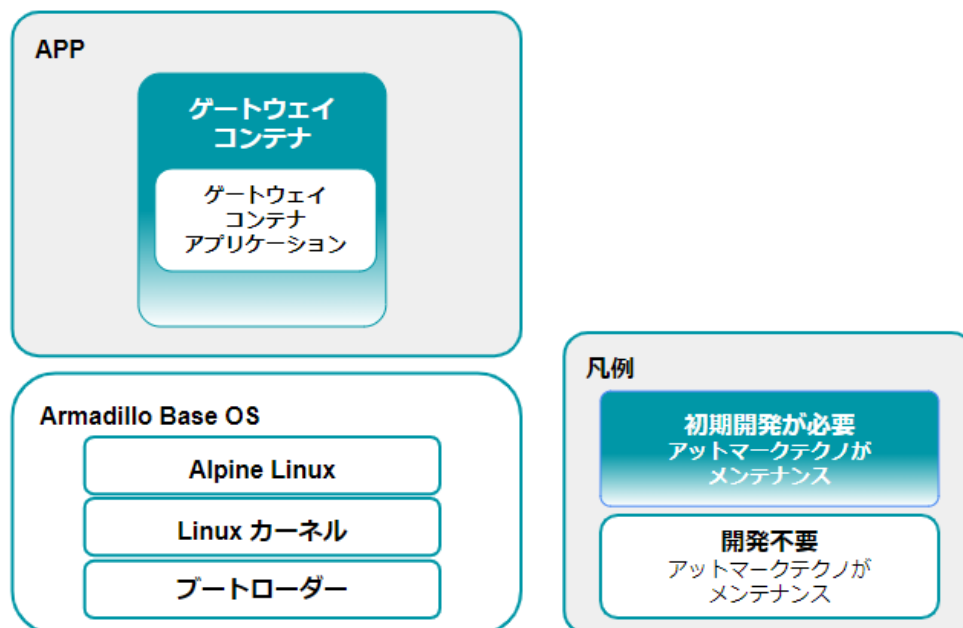 APP
ゲートウェイ
コンテナ
ゲートウェイ
コンテナ
アプリケーション
Armadillo Base OS
Alpine Linux
Linux カーネル
ブートローダー
凡例
初期開発が必要
アットマークテクノが
メンテナンス
開発不要
アットマークテクノが
メンテナンス